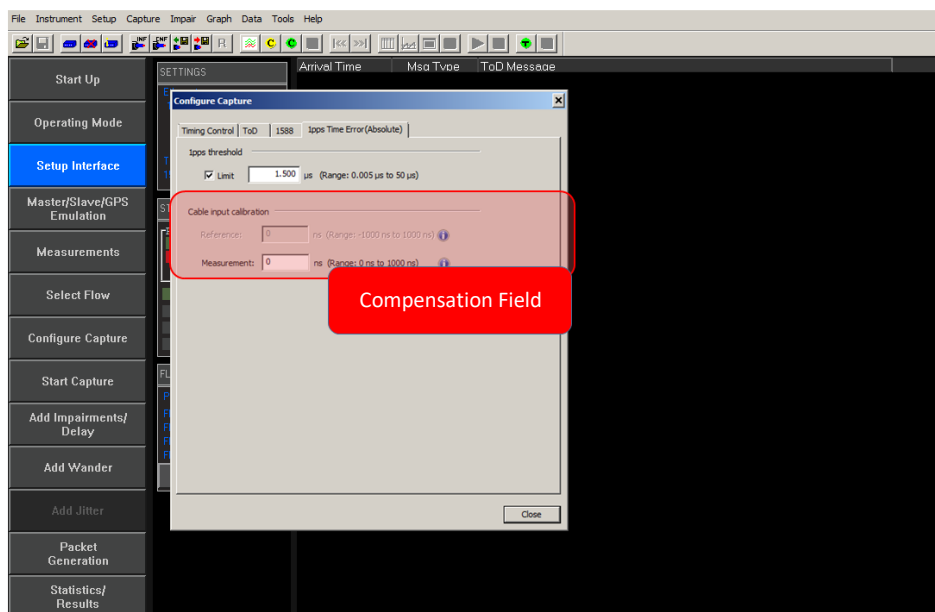 File Instrument Setup Capture Impair Graph Data Tools Help
Start Up
Operating Mode
Setup Interface
Master/Slave/GPS
Emulation
Measurements
Select Flow
Configure Capture
Start Capture
Add Impairments/
Delay
Add Wander
Add Jitter
Packet
Generation
Statistics/
Results
SETTINGS
Arrival Time Msg Type ToD Message
Configure Capture
Timing Control ToD 1588 1pps Time Error(Absolute)
1pps threshold
Limit 1.500 µs (Range: 0.005 µs to 50 µs)
Cable input calibration
Reference: 0 ns (Range: -1000 ns to 1000 ns)
Measurement: 0 ns (Range: 0 ns to 1000 ns)
Compensation Field
Close